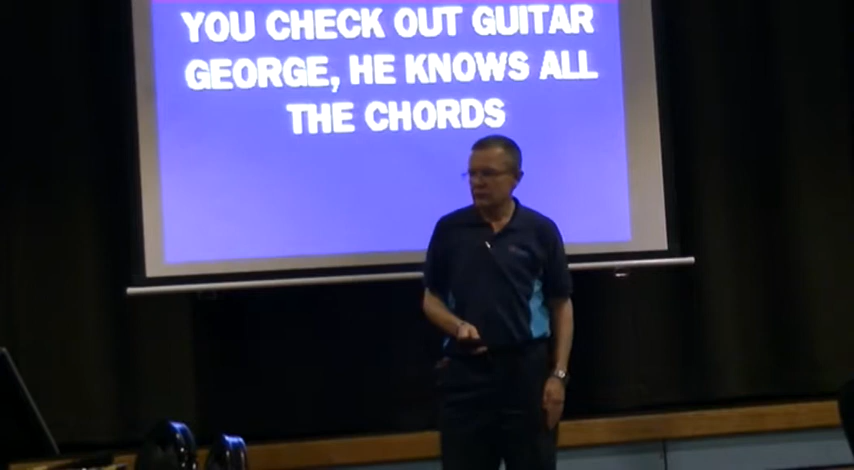 YOU CHECK OUT GUITAR
GEORGE, HE KNOWS ALL
THE CHORDS